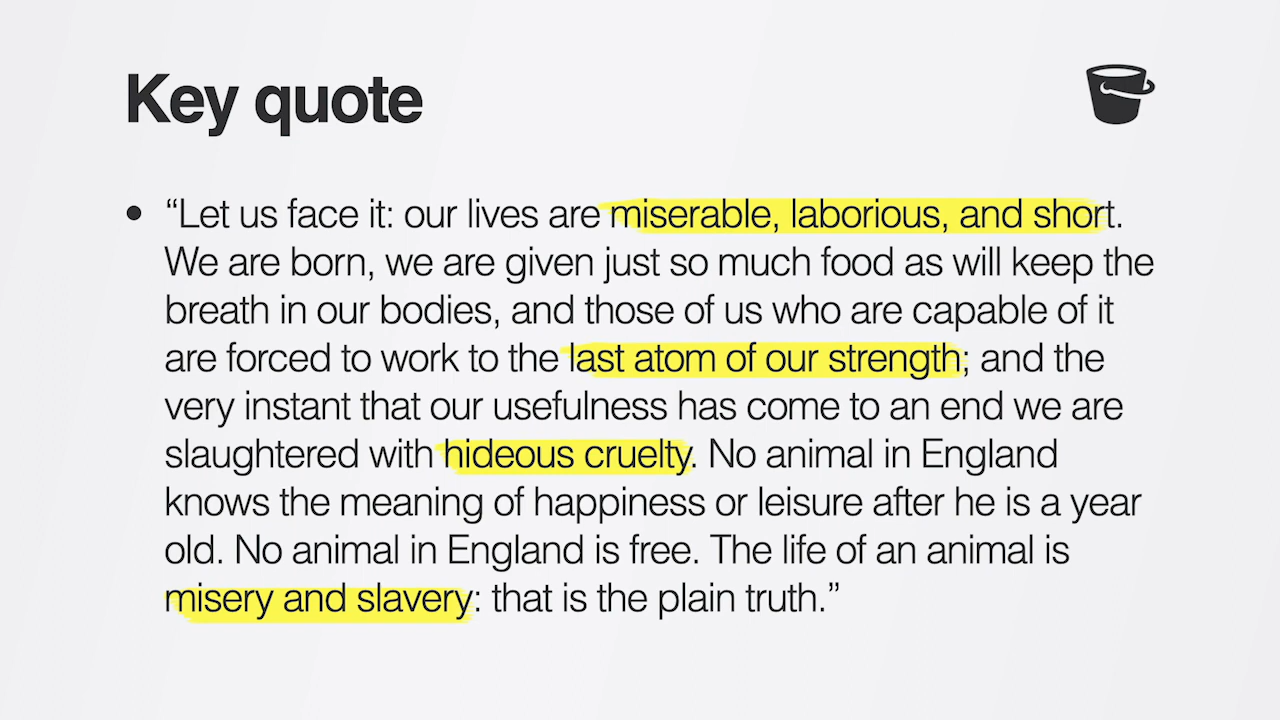 Key quote
• “Let us face it: our lives are miserable, laborious, and short.
We are born, we are given just so much food as will keep the
breath in our bodies, and those of us who are capable of it
are forced to work to the last atom of our strength; and the
very instant that our usefulness has come to an end we are
slaughtered with hideous cruelty. No animal in England
knows the meaning of happiness or leisure after he is a year
old. No animal in England is free. The life of an animal is
misery and slavery: that is the plain truth.”